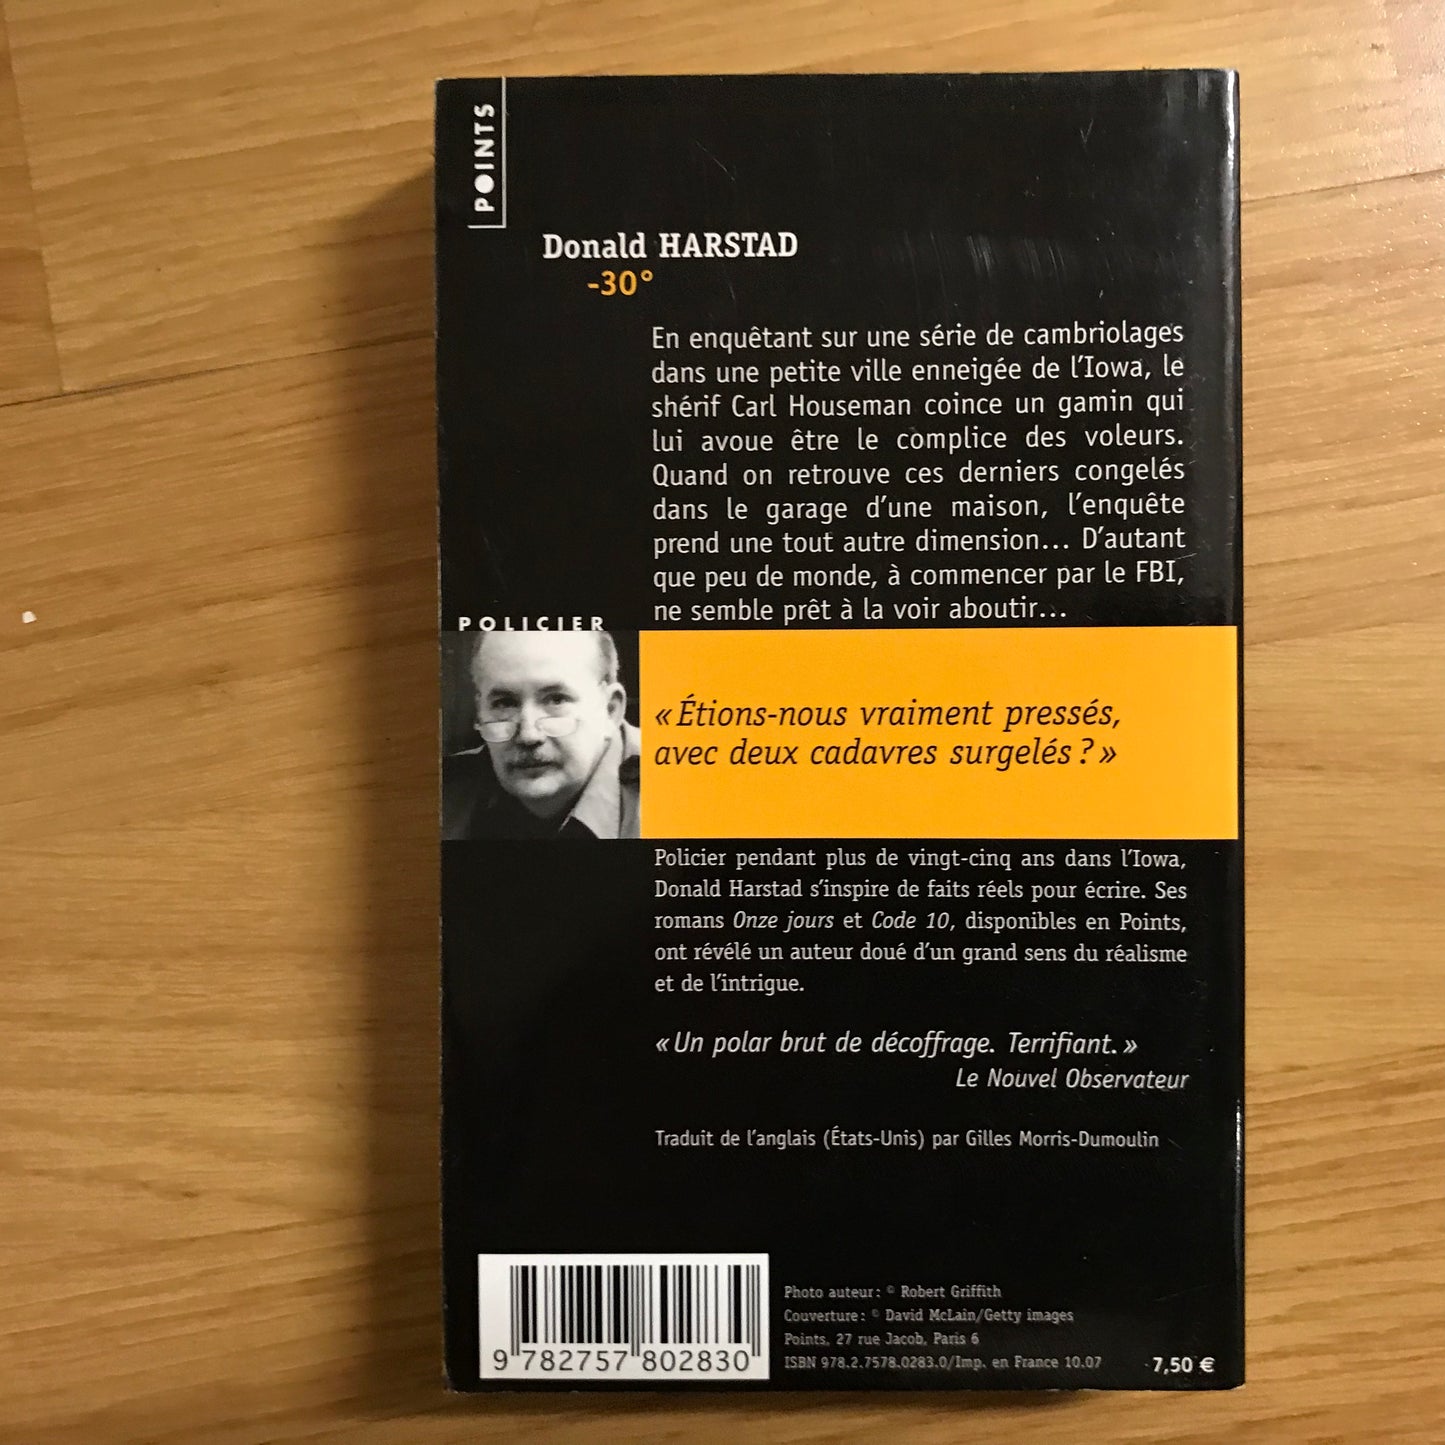 POINTS
Donald HARSTAD
-30°
En enquêtant sur une série de cambriolages
dans une petite ville enneigée de l'Iowa, le
shérif Carl Houseman coince un gamin qui
lui avoue être le complice des voleurs.
Quand on retrouve ces derniers congelés
dans le garage d'une maison, l'enquête
prend une tout autre dimension... D'autant
que peu de monde, à commencer par le FBI,
ne semble prêt à la voir aboutir...
POLICIER
« Étions-nous vraiment pressés,
avec deux cadavres surgelés ? »
Policier pendant plus de vingt-cinq ans dans l'Iowa,
Donald Harstad s'inspire de faits réels pour écrire. Ses
romans Onze jours et Code 10, disponibles en Points,
ont révélé un auteur doué d'un grand sens du réalisme
et de l'intrigue.
« Un polar brut de décoffrage. Terrifiant. »
Le Nouvel Observateur
Traduit de l'anglais (États-Unis) par Gilles Morris-Dumoulin
Photo auteur : © Robert Griffith
Couverture : © David McLain/Getty images
Points, 27 rue Jacob, Paris 6
ISBN 978.2.7578.0283.0/Imp. en France 10.07
7,50 €
9 782757 802830